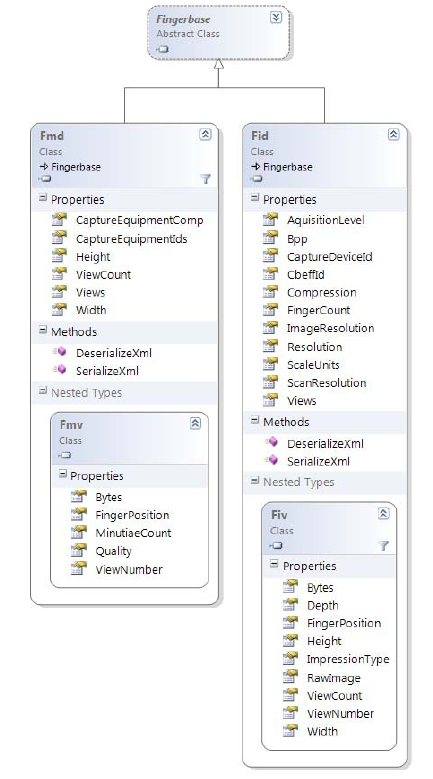 Fingerbase
Abstract Class
Fmd
Class
Fingerbase
Properties
CaptureEquipmentComp
CaptureEquipmentIds
Height
ViewCount
Views
Width
Methods
DeserializeXml
SerializeXml
Nested Types
Fmv
Class
Properties
Bytes
FingerPosition
MinutiaeCount
Quality
ViewNumber
Fid
Class
Fingerbase
Properties
AquisitionLevel
Bpp
CaptureDeviceId
CbeffId
Compression
FingerCount
ImageResolution
Resolution
ScaleUnits
ScanResolution
Views
Methods
DeserializeXml
SerializeXml
Nested Types
Fiv
Class
Properties
Bytes
Depth
FingerPosition
Height
ImpressionType
RawImage
ViewCount
ViewNumber
Width